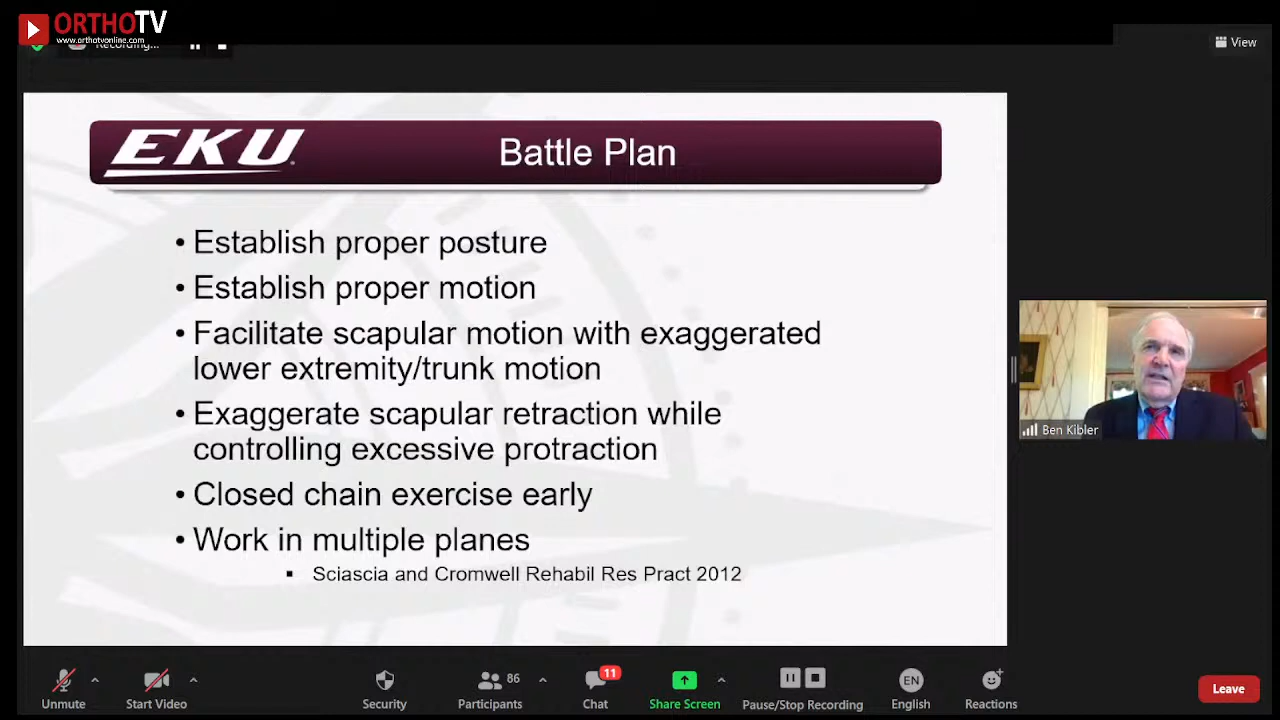 ORTHOTV
www.orthotvonline.com
Recording...
View
EKU
Battle Plan
• Establish proper posture
• Establish proper motion
• Facilitate scapular motion with exaggerated
lower extremity/trunk motion
• Exaggerate scapular retraction while
controlling excessive protraction
• Closed chain exercise early
• Work in multiple planes
▪ Sciascia and Cromwell Rehabil Res Pract 2012
Ben Kibler
86
11
EN
Unmute
Start Video
Security
Participants
Chat
Share Screen
Pause/Stop Recording
English
Reactions
Leave